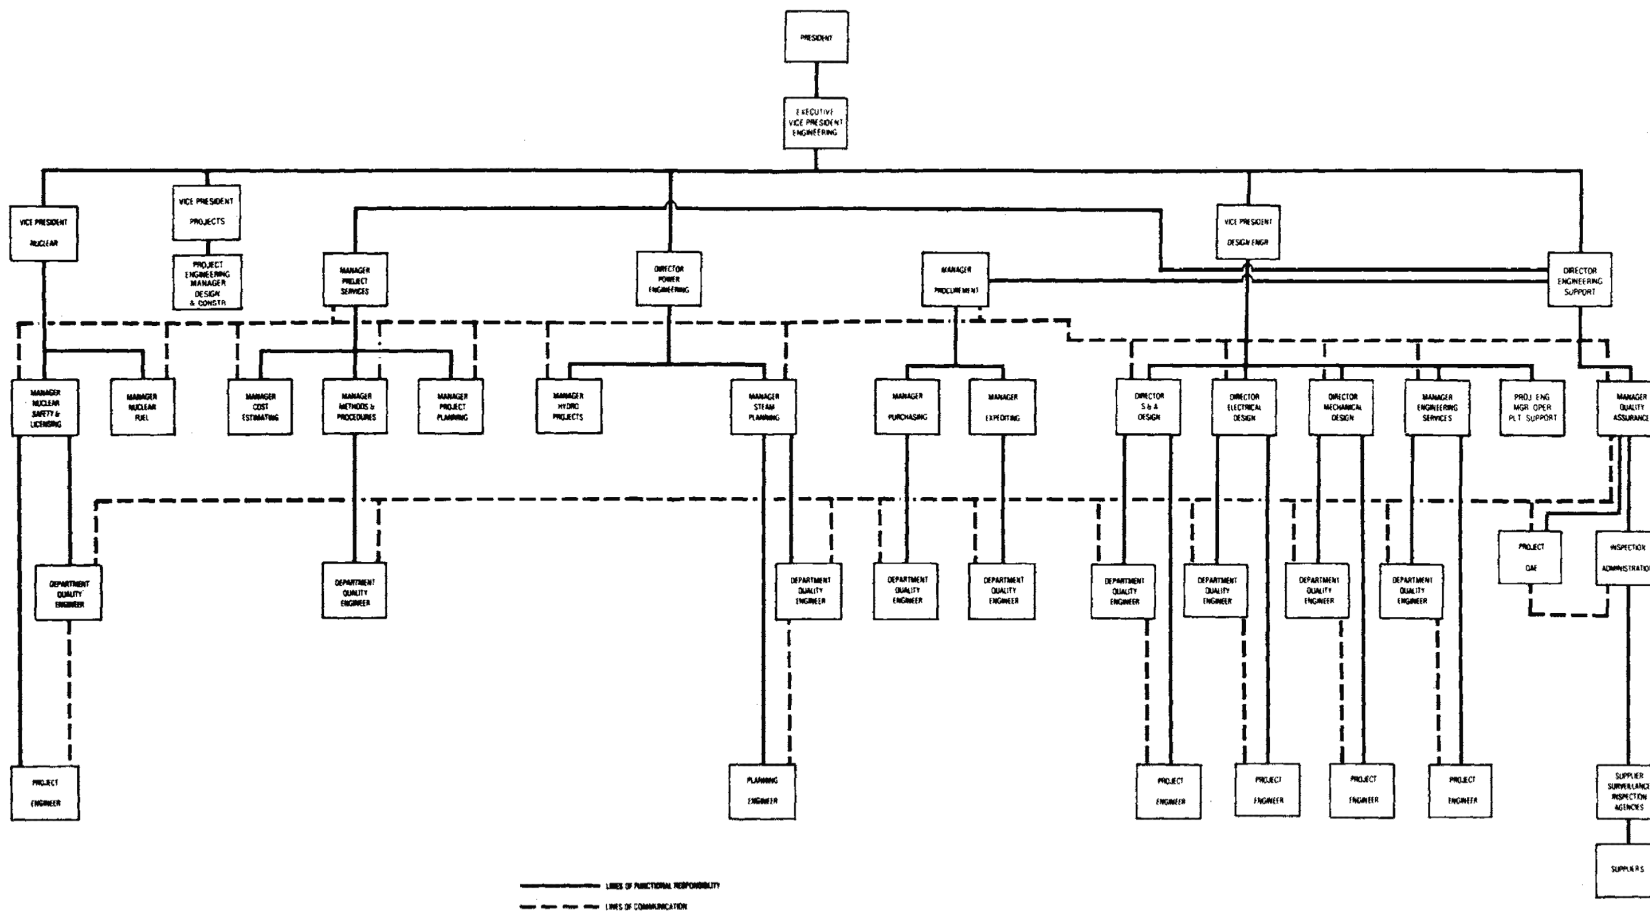 PRESIDENT
EXECUTIVE
VICE PRESIDENT
ENGINEERING
VICE PRESIDENT
NUCLEAR
VICE PRESIDENT
PROJECTS
VICE PRESIDENT
DESIGN ENGR
PROJECT
ENGINEERING
MANAGER
DESIGN
& CONSTR
MANAGER
PROJECT
SERVICES
DIRECTOR
POWER
ENGINEERING
MANAGER
PROCUREMENT
DIRECTOR
ENGINEERING
SUPPORT
MANAGER
NUCLEAR
SAFETY &
LICENSING
MANAGER
NUCLEAR
FUEL
MANAGER
COST
ESTIMATING
MANAGER
METHODS &
PROCEDURES
MANAGER
PROJECT
PLANNING
MANAGER
HYDRO
PROJECTS
MANAGER
STEAM
PLANNING
MANAGER
PURCHASING
MANAGER
EXPEDITING
DIRECTOR
S & A
DESIGN
DIRECTOR
ELECTRICAL
DESIGN
DIRECTOR
MECHANICAL
DESIGN
MANAGER
ENGINEERING
SERVICES
PROJ ENG
MGR OPER
PLT SUPPORT
MANAGER
QUALITY
ASSURANCE
PROJECT
QAE
INSPECTION
ADMINISTRATION
DEPARTMENT
QUALITY
ENGINEER
DEPARTMENT
QUALITY
ENGINEER
DEPARTMENT
QUALITY
ENGINEER
DEPARTMENT
QUALITY
ENGINEER
DEPARTMENT
QUALITY
ENGINEER
DEPARTMENT
QUALITY
ENGINEER
DEPARTMENT
QUALITY
ENGINEER
DEPARTMENT
QUALITY
ENGINEER
DEPARTMENT
QUALITY
ENGINEER
PROJECT
ENGINEER
PLANNING
ENGINEER
PROJECT
ENGINEER
PROJECT
ENGINEER
PROJECT
ENGINEER
PROJECT
ENGINEER
SUPPLIER
SURVEILLANCE
INSPECTION
AGENCIES
SUPPLIERS
LINES OF FUNCTIONAL RESPONSIBILITY
LINES OF COMMUNICATION